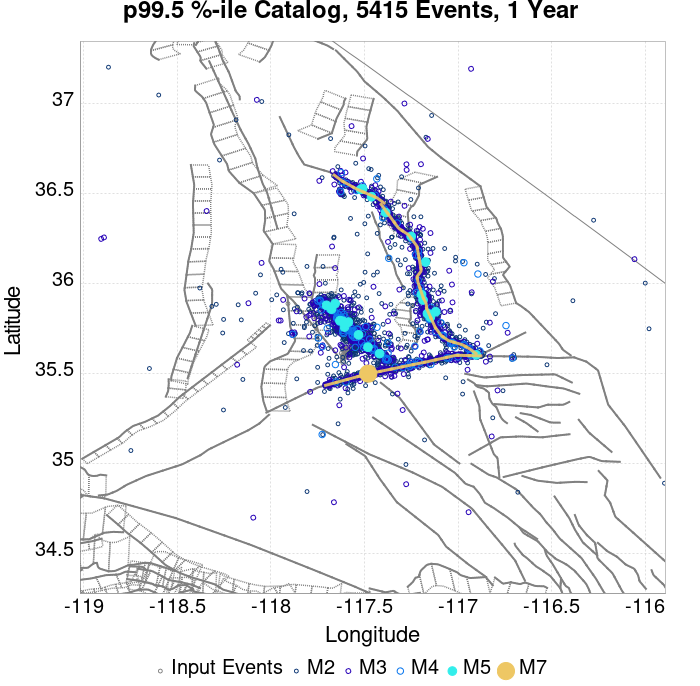 p99.5 %-ile Catalog, 5415 Events, 1 Year
37
36.5
36
35.5
35
34.5
Latitude
-119 -118.5 -118 -117.5 -117 -116.5 -116
Longitude
Input Events M2 M3 M4 M5 M7